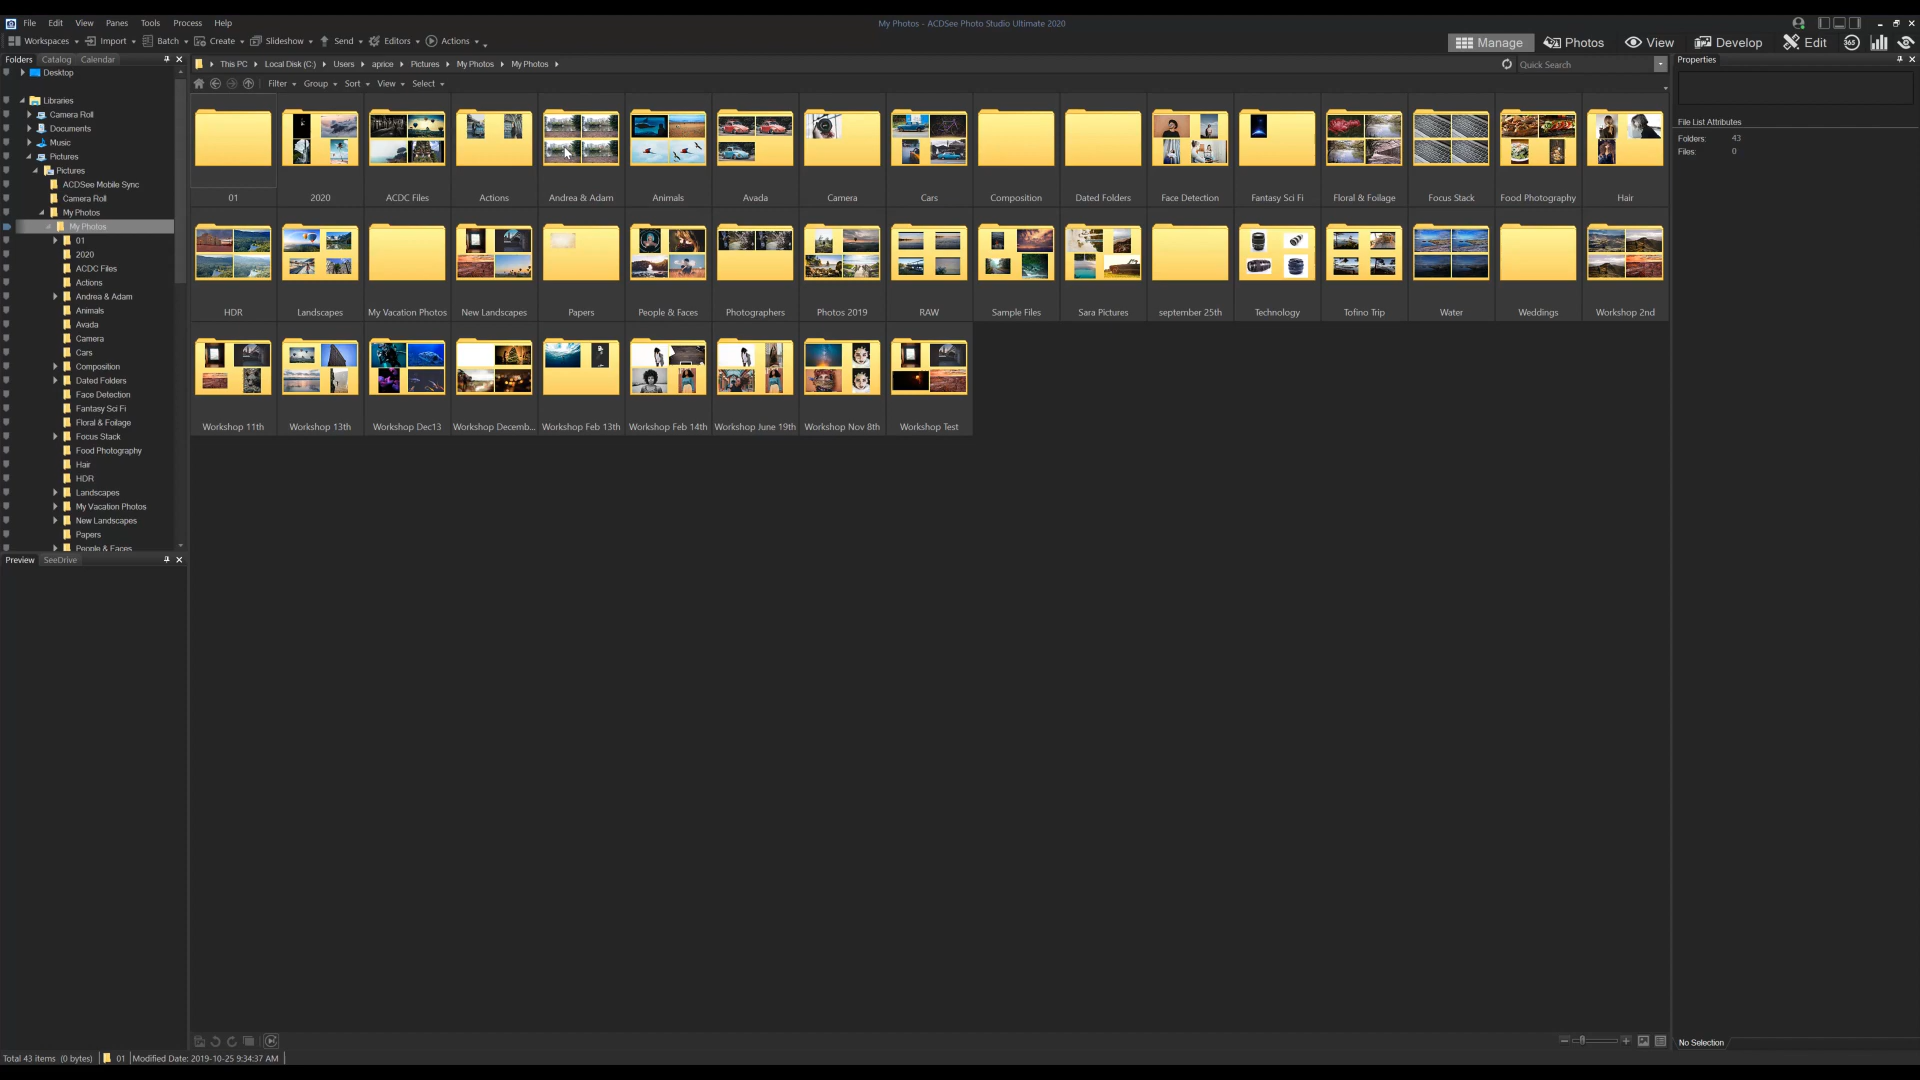 File Edit View Panes Tools Process Help
My Photos - ACDSee Photo Studio Ultimate 2020
Workspaces Import Batch Create Slideshow Send Editors Actions
Manage Photos View Develop Edit 365
Folders Catalog Calendar
This PC Local Disk (C:) Users aprice Pictures My Photos My Photos
Quick Search
Properties
Filter Group Sort View Select
Desktop
Libraries
Camera Roll
Documents
Music
Pictures
Pictures
ACDSee Mobile Sync
Camera Roll
My Photos
My Photos
01
2020
ACDC Files
Actions
Andrea & Adam
Animals
Avada
Camera
Cars
Composition
Dated Folders
Face Detection
Fantasy Sci Fi
Floral & Foilage
Focus Stack
Food Photography
Hair
HDR
Landscapes
My Vacation Photos
New Landscapes
Papers
People & Faces
Preview SeeDrive
01 2020 ACDC Files Actions Andrea & Adam Animals Avada Camera Cars Composition Dated Folders Face Detection Fantasy Sci Fi Floral & Foilage Focus Stack Food Photography Hair
HDR Landscapes My Vacation Photos New Landscapes Papers People & Faces Photographers Photos 2019 RAW Sample Files Sara Pictures september 25th Technology Tofino Trip Water Weddings Workshop 2nd
Workshop 11th Workshop 13th Workshop Dec13 Workshop Decemb... Workshop Feb 13th Workshop Feb 14th Workshop June 19th Workshop Nov 8th Workshop Test
File List Attributes
Folders: 43
Files: 0
No Selection
Total 43 items (0 bytes) 01 Modified Date: 2019-10-25 9:34:37 AM